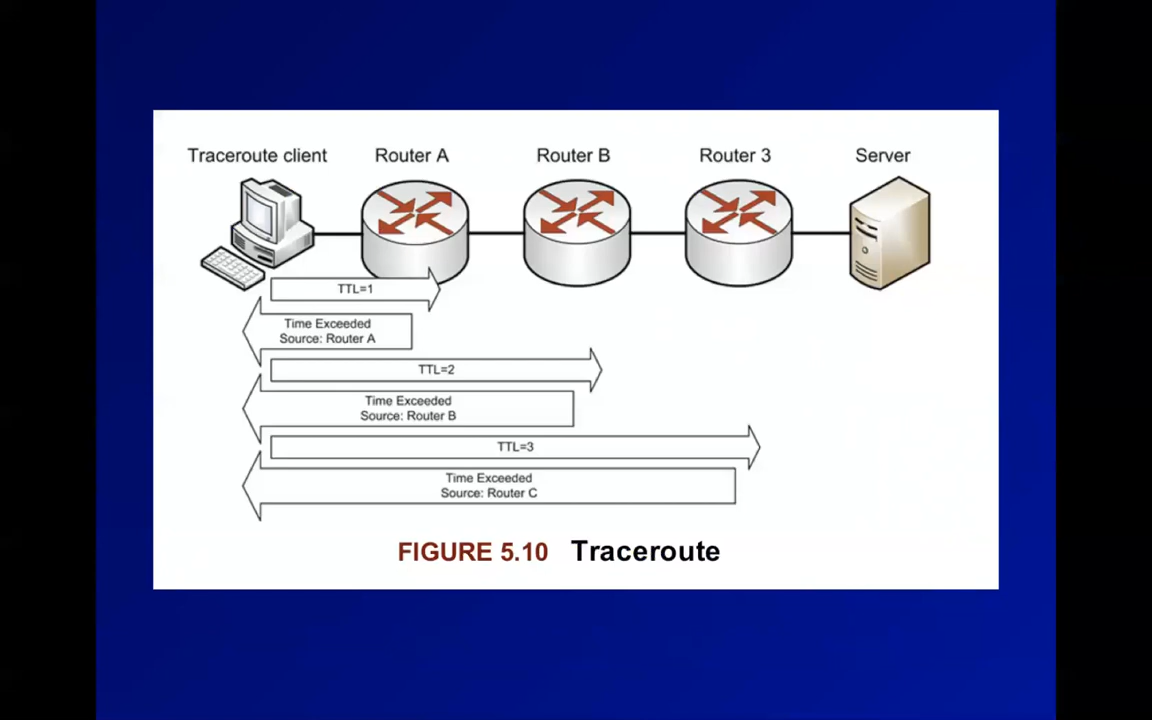 Traceroute client Router A Router B Router 3 Server
TTL=1
Time Exceeded
Source: Router A
TTL=2
Time Exceeded
Source: Router B
TTL=3
Time Exceeded
Source: Router C
FIGURE 5.10 Traceroute